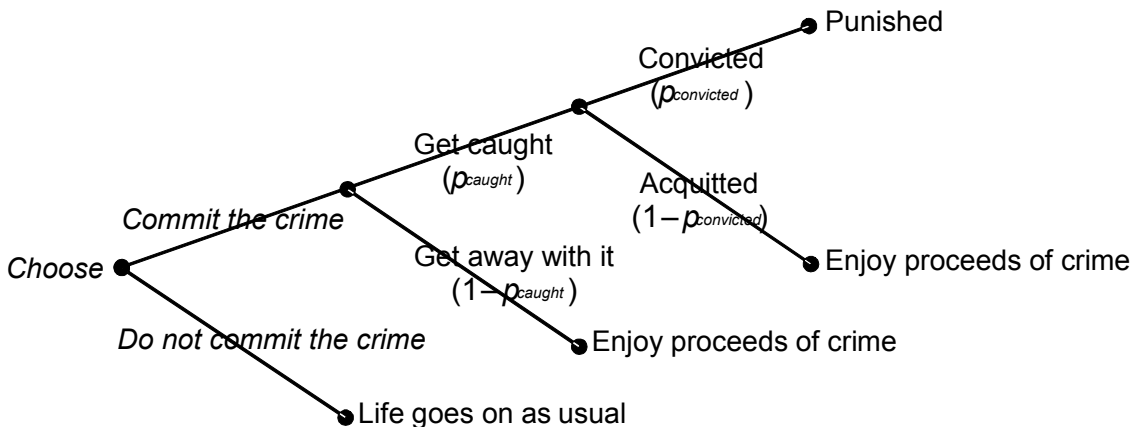 Punished
Convicted
(pconvicted)
Get caught
(pcaught)
Acquitted
(1−pconvicted)
Commit the crime
Get away with it
(1−pcaught)
Choose
Enjoy proceeds of crime
Do not commit the crime
Enjoy proceeds of crime
Life goes on as usual